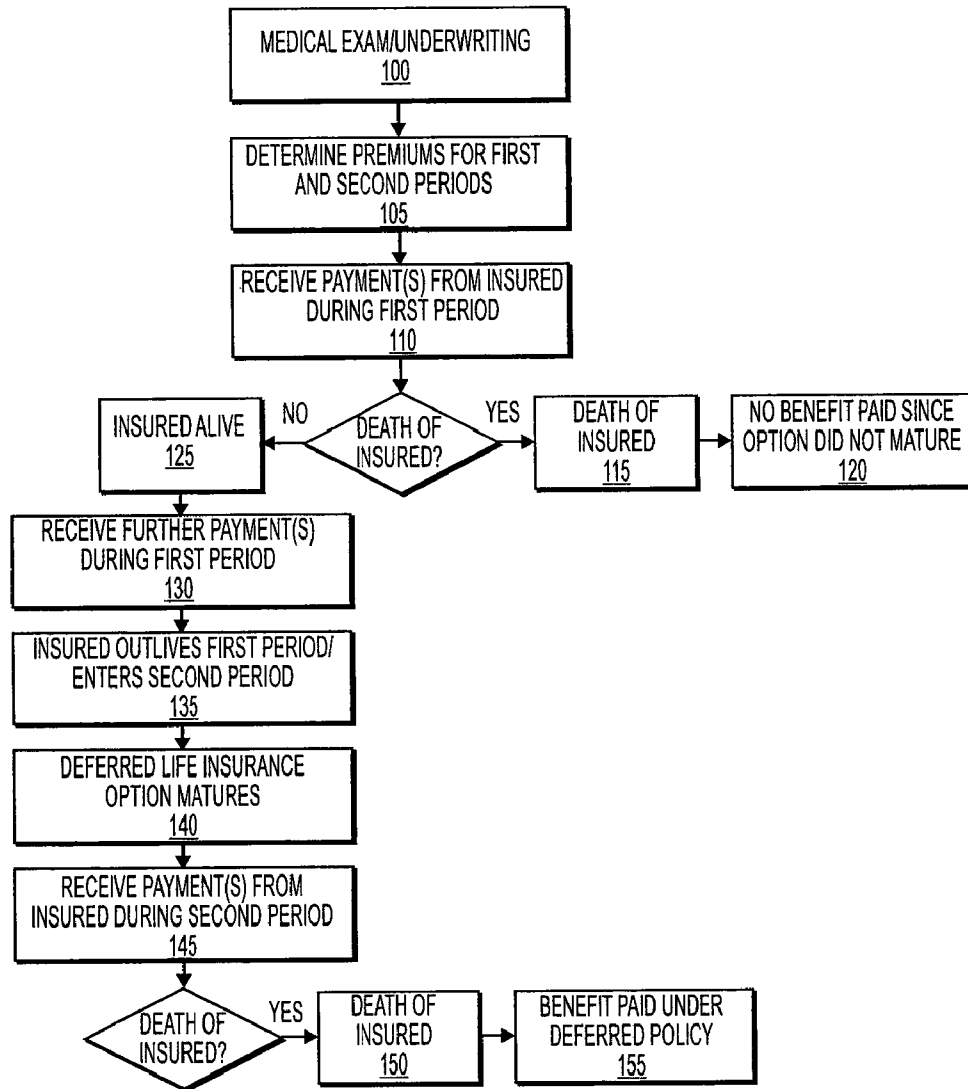 MEDICAL EXAM/UNDERWRITING
100
DETERMINE PREMIUMS FOR FIRST
AND SECOND PERIODS
105
RECEIVE PAYMENT(S) FROM INSURED
DURING FIRST PERIOD
110
DEATH OF
INSURED?
NO
YES
INSURED ALIVE
125
DEATH OF
INSURED
115
NO BENEFIT PAID SINCE
OPTION DID NOT MATURE
120
RECEIVE FURTHER PAYMENT(S)
DURING FIRST PERIOD
130
INSURED OUTLIVES FIRST PERIOD/
ENTERS SECOND PERIOD
135
DEFERRED LIFE INSURANCE
OPTION MATURES
140
RECEIVE PAYMENT(S) FROM
INSURED DURING SECOND PERIOD
145
DEATH OF
INSURED?
YES
DEATH OF
INSURED
150
BENEFIT PAID UNDER
DEFERRED POLICY
155